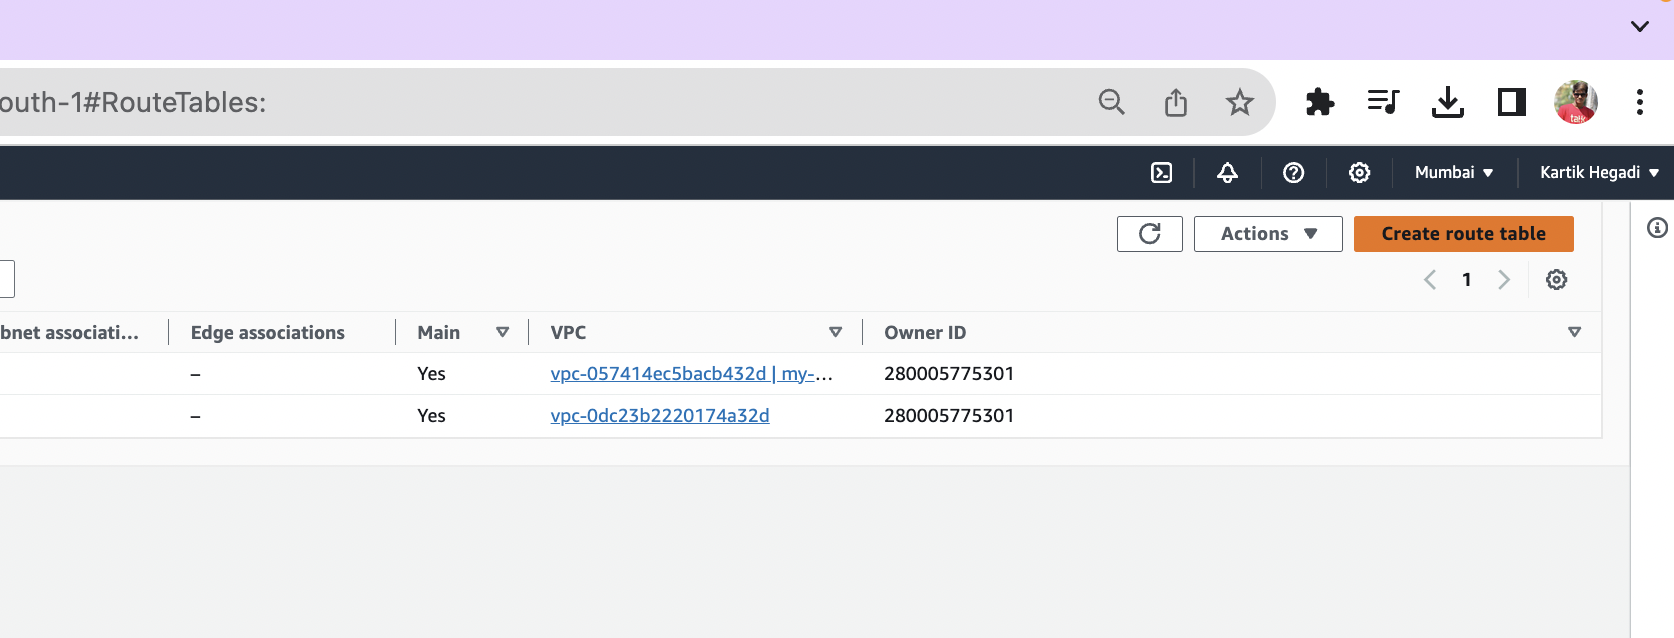 outh-1#RouteTables:
Mumbai
Kartik Hegadi
Actions
Create route table
1
bnet associati...
Edge associations
Main
VPC
Owner ID
–
Yes
vpc-057414ec5bacb432d | my-...
280005775301
–
Yes
vpc-0dc23b2220174a32d
280005775301